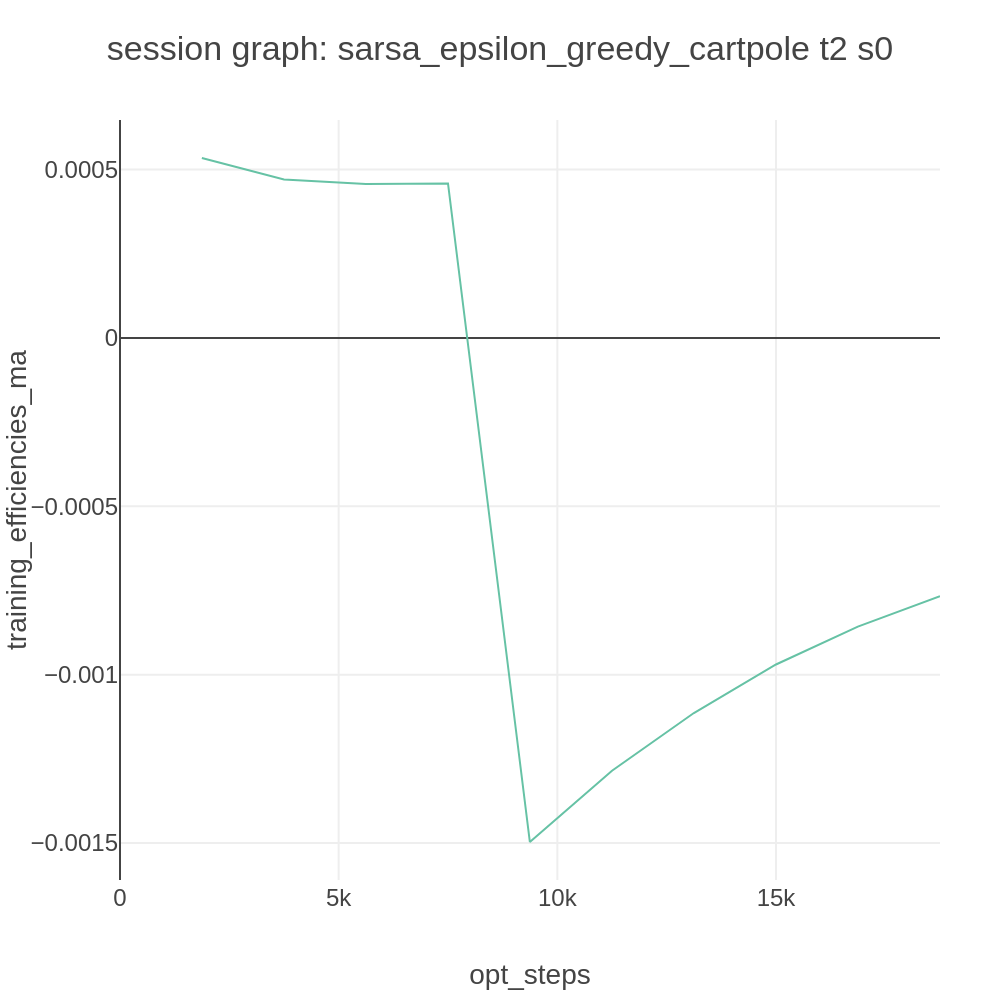 session graph: sarsa_epsilon_greedy_cartpole t2 s0
training_efficiencies_ma
0.0005
0
−0.0005
−0.001
−0.0015
0
5k
10k
15k
opt_steps